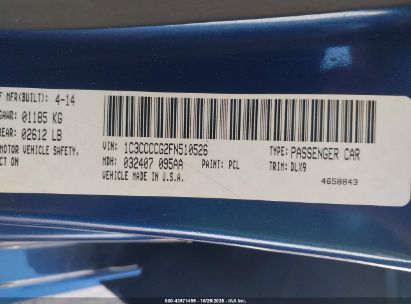 F MFR(BUILT): 4-14
GAWR: 01185 KG
REAR: 02612 LB
MOTOR VEHICLE SAFETY.
CT ON
VIN: 1C3CCCCG2FN510526
MDH: 032407 095AA PAINT: PCL
VEHICLE MADE IN U.S.A.
TYPE: PASSENGER CAR
TRIM: DLX9
4658843